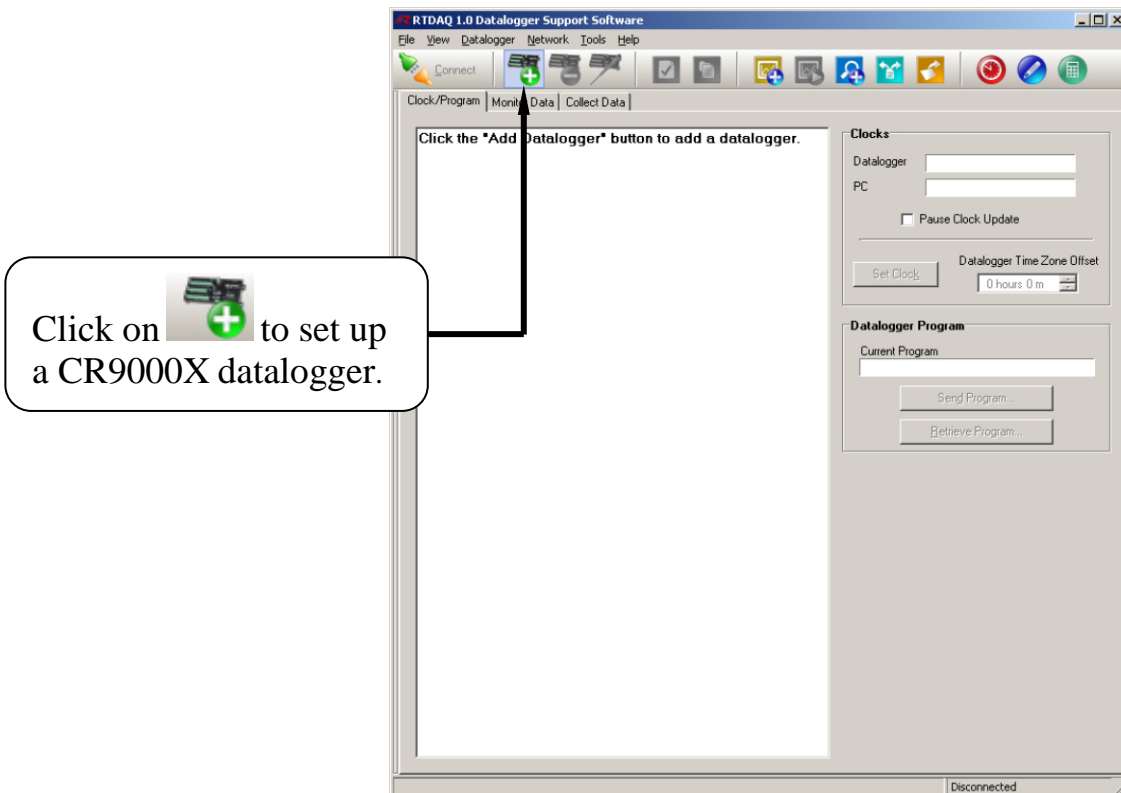 RTDAQ 1.0 Datalogger Support Software
File View Datalogger Network Tools Help
Connect
Clock/Program Monitor Data Collect Data
Click the "Add Datalogger" button to add a datalogger.
Clocks
Datalogger
PC
Pause Clock Update
Set Clock
Datalogger Time Zone Offset
0 hours 0 m
Datalogger Program
Current Program
Send Program...
Retrieve Program...
Disconnected
Click on to set up
a CR9000X datalogger.